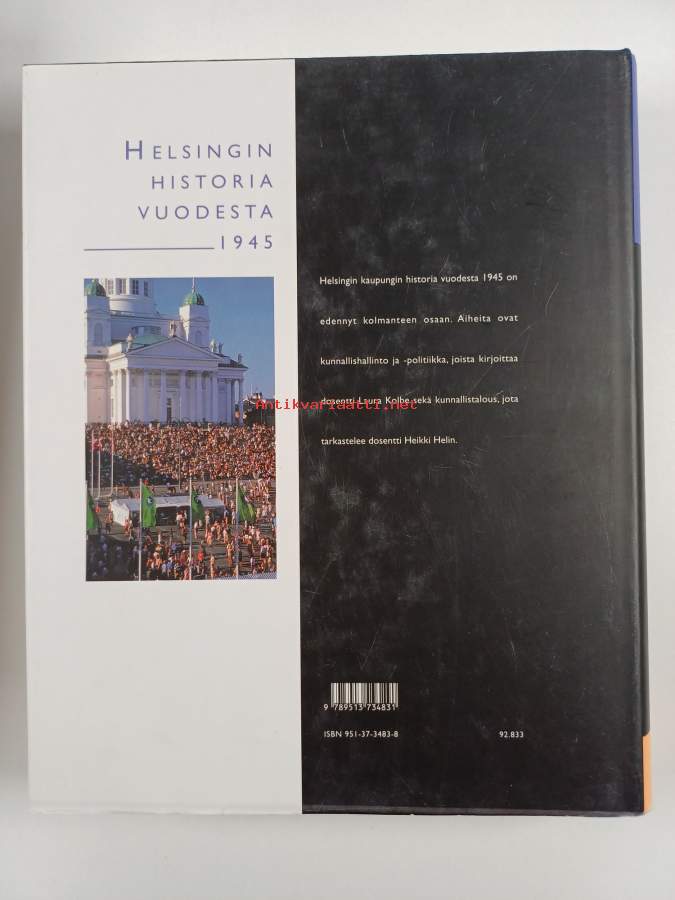 HELSINGIN
HISTORIA
VUODESTA
1945
Helsingin kaupungin historia vuodesta 1945 on
edennyt kolmanteen osaan. Aiheita ovat
kunnallishallinto ja -politiikka, joista kirjoittaa
dosentti Laura Kolbe sekä kunnallistalous, jota
tarkastelee dosentti Heikki Helin.
Antikvariaatti.net
9 789513 734831
ISBN 951-37-3483-8 92.833